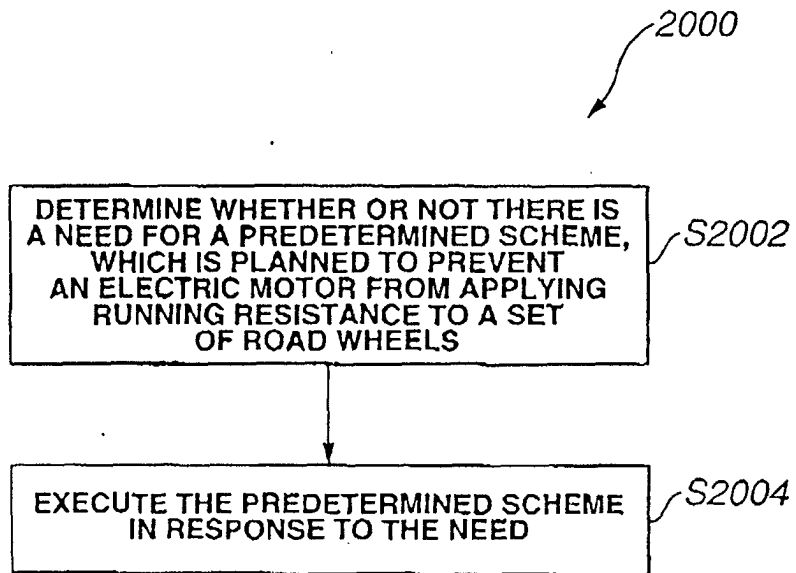 2000
DETERMINE WHETHER OR NOT THERE IS
A NEED FOR A PREDETERMINED SCHEME,
WHICH IS PLANNED TO PREVENT
AN ELECTRIC MOTOR FROM APPLYING
RUNNING RESISTANCE TO A SET
OF ROAD WHEELS
S2002
EXECUTE THE PREDETERMINED SCHEME
IN RESPONSE TO THE NEED
S2004